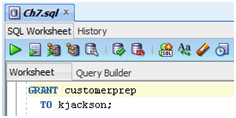 Ch7.sql
SQL Worksheet History
Worksheet Query Builder
GRANT customerprep
TO kjackson;